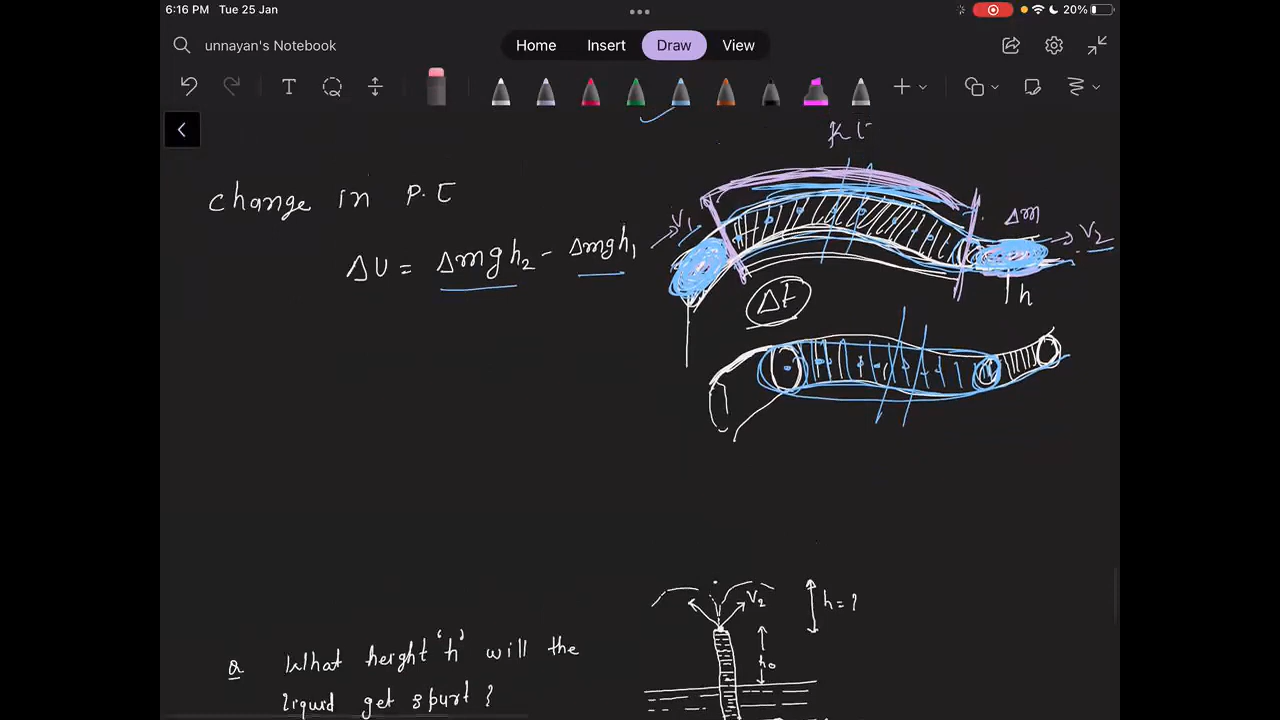 6:16 PM Tue 25 Jan
20%
unnayan's Notebook
Home Insert Draw View
change in P.E
ΔU = Δmgh₂ - Δmgh₁
V₁
Δm
V₂
h
Δt
V₂
h = ?
h₀
Q What height 'h' will the
liquid get spurt ?